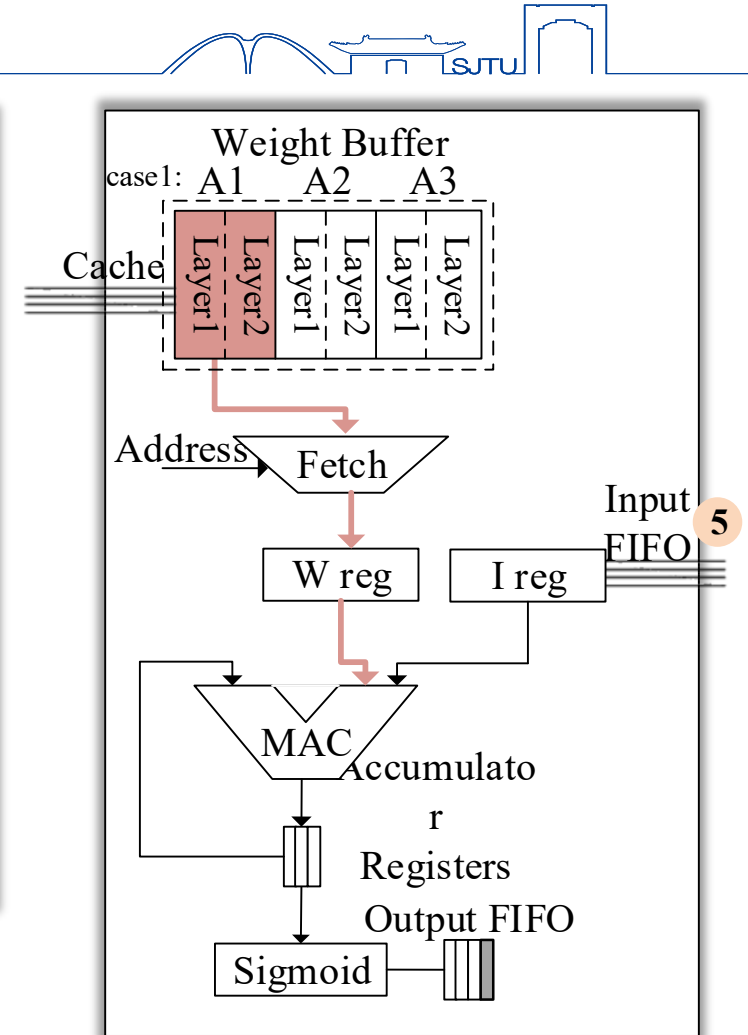 SJTU
Weight Buffer
case1: A1 A2 A3
Cache
Layer1 Layer2 Layer1 Layer2 Layer1 Layer2
Address
Fetch
Input
FIFO
5
W reg
I reg
MAC
Accumulato
r
Registers
Output FIFO
Sigmoid